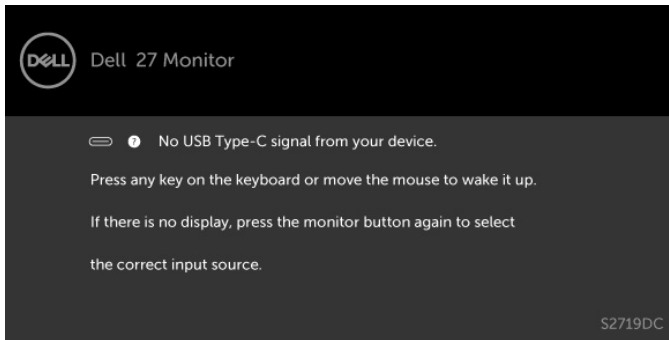 DELL
Dell 27 Monitor
? No USB Type-C signal from your device.
Press any key on the keyboard or move the mouse to wake it up.
If there is no display, press the monitor button again to select
the correct input source.
S2719DC